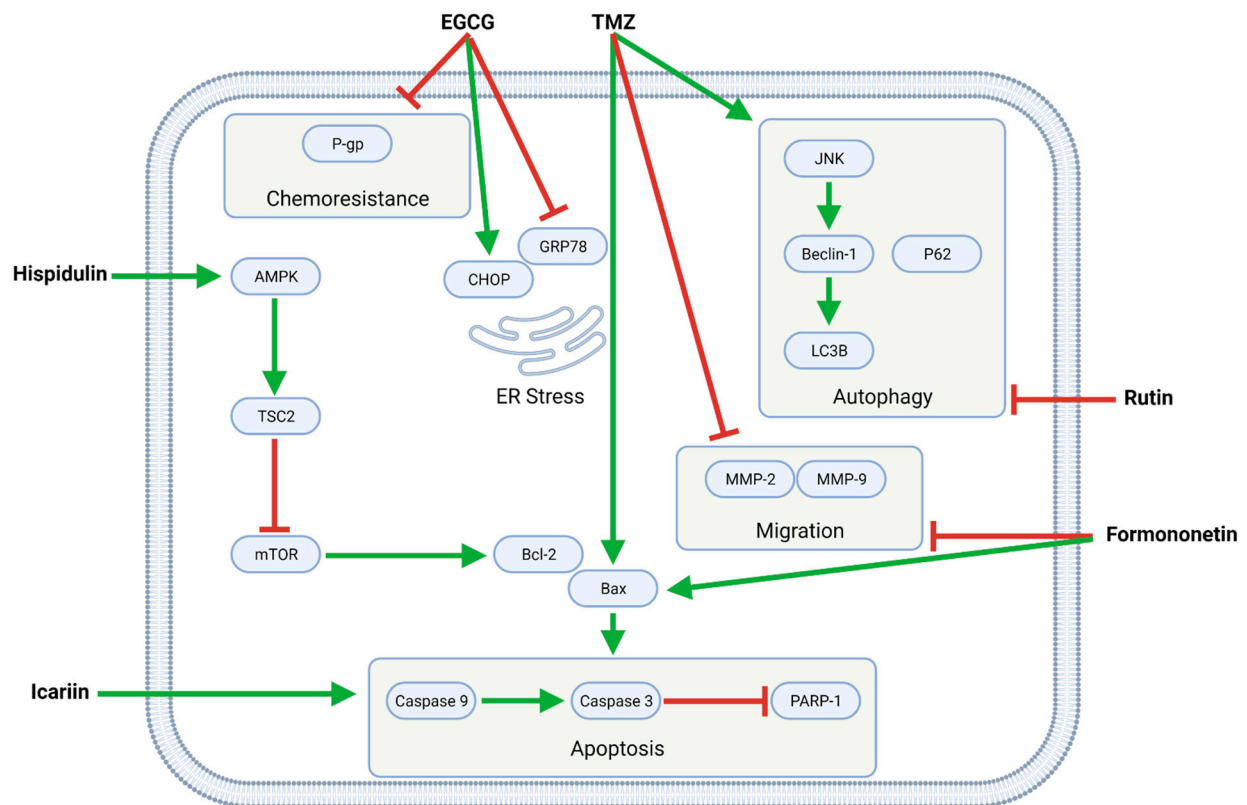 EGCG
TMZ
P-gp
Chemoresistance
JNK
GRP78
Beclin-1
P62
Hispidulin
AMPK
CHOP
LC3B
ER Stress
Autophagy
Rutin
TSC2
MMP-2
MMP-9
Migration
Formononetin
mTOR
Bcl-2
Bax
Icariin
Caspase 9
Caspase 3
PARP-1
Apoptosis